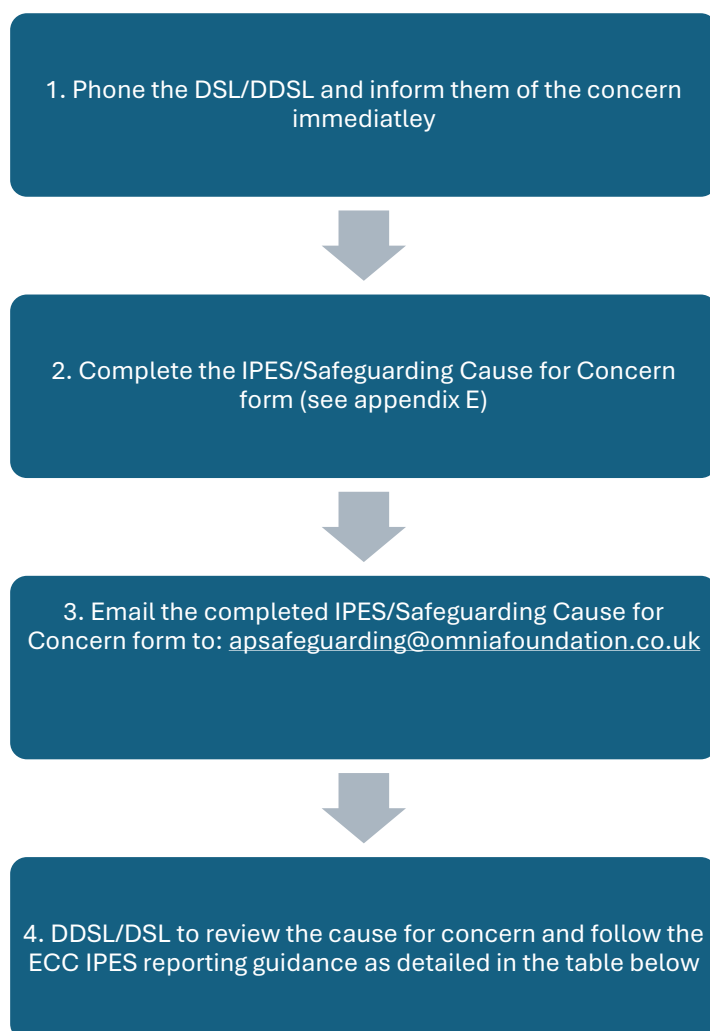 1. Phone the DSL/DDSL and inform them of the concern
immediatley
2. Complete the IPES/Safeguarding Cause for Concern
form (see appendix E)
3. Email the completed IPES/Safeguarding Cause for
Concern form to: apsafeguarding@omniafoundation.co.uk
4. DDSL/DSL to review the cause for concern and follow the
ECC IPES reporting guidance as detailed in the table below